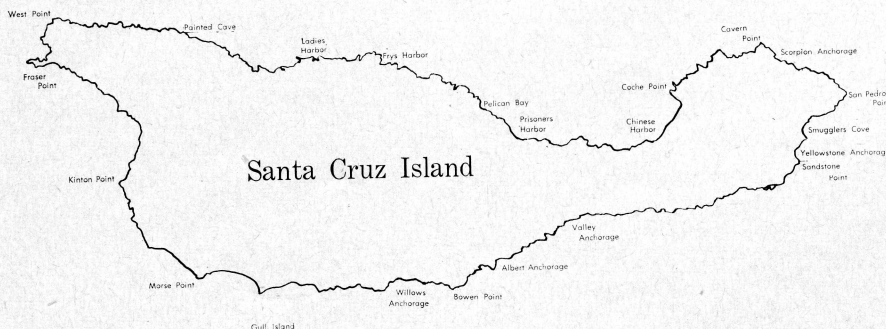 West Point
Painted Cave
Ladies
Harbor
Frys Harbor
Cavern
Point
Scorpion Anchorage
Fraser
Point
Coche Point
San Pedro
Poin
Pelican Bay
Prisoners
Harbor
Chinese
Harbor
Smugglers Cove
Yellowstone Anchorag
Sandstone
Point
Santa Cruz Island
Kinton Point
Valley
Anchorage
Albert Anchorage
Morse Point
Willows
Anchorage
Bowen Point
Gull Island